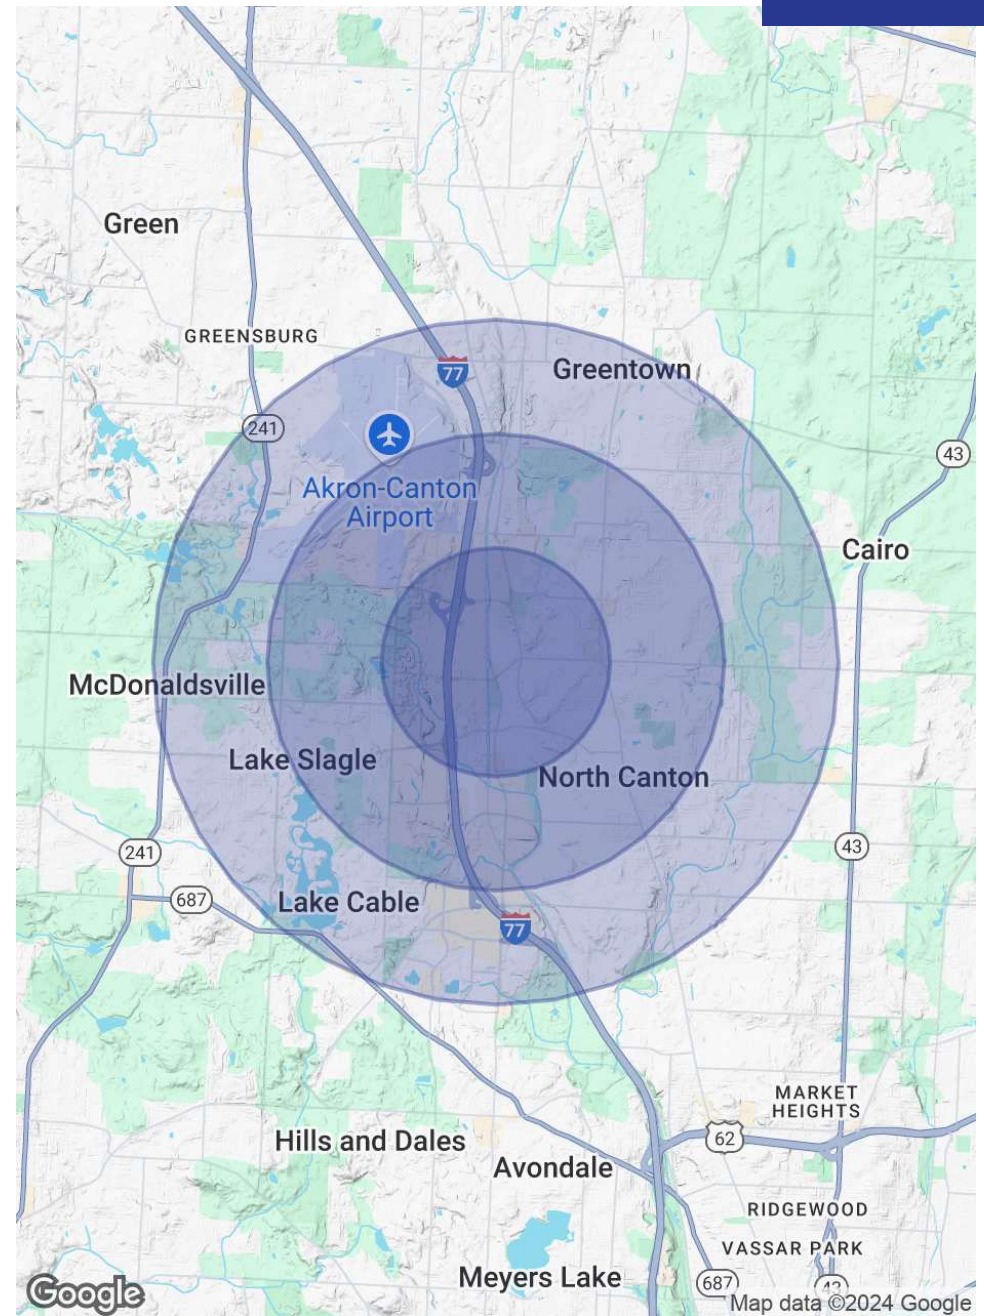 Green
GREENSBURG
77
Greentown
241
43
Akron-Canton
Airport
Cairo
McDonaldsville
Lake Slagle
North Canton
241
43
687
Lake Cable
77
MARKET
HEIGHTS
62
Hills and Dales
Avondale
RIDGEWOOD
VASSAR PARK
Meyers Lake
687
Google
Map data ©2024 Google